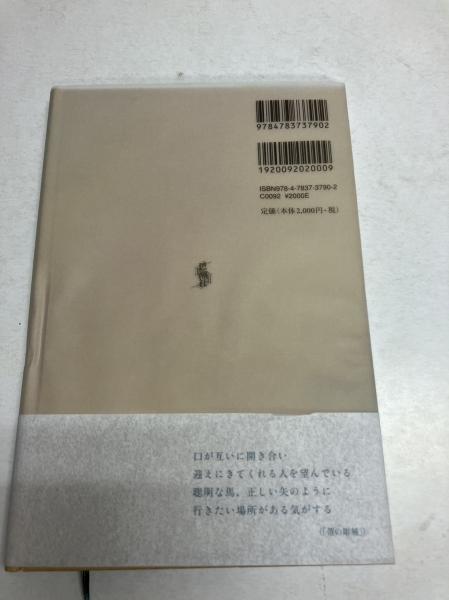 9784783737902
1920092020009
ISBN978-4-7837-3790-2
C0092 ¥2000E
定価(本体2,000円+税)
口が互いに開き合い
迎えにきてくれる人を望んでいる
聡明な馬、正しい矢のように
行きたい場所がある気がする